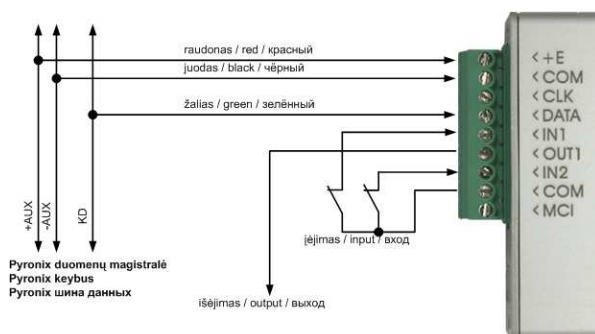 raudonas / red / красный
juodas / black / чёрный
žalias / green / зелённый
<+E
<COM
<CLK
<DATA
<IN1
<OUT1
<IN2
<COM
<MCI
+AUX
-AUX
KD
įėjimas / input / вход
Pyronix duomenų magistralė
Pyronix keybus
Pyronix шина данных
išėjimas / output / выход